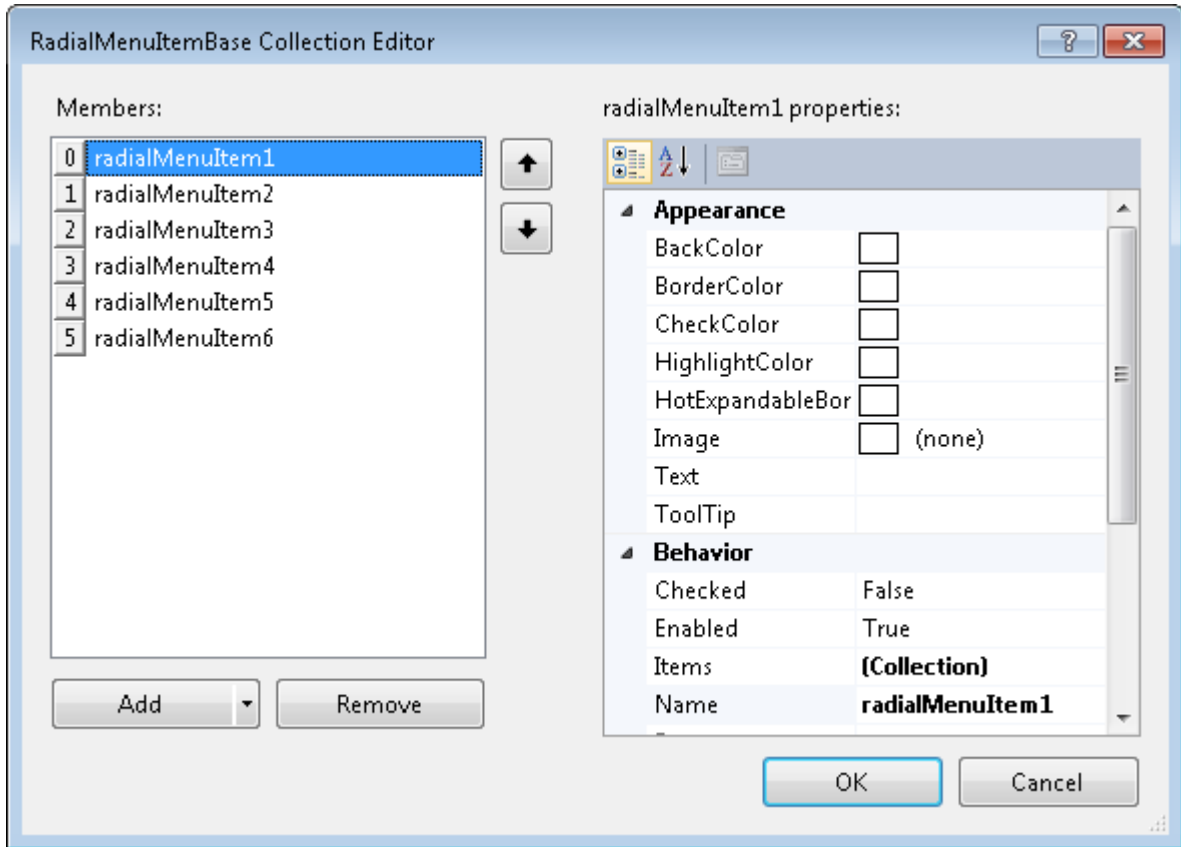 RadialMenuItemBase Collection Editor
Members:
0 radialMenuItem1
1 radialMenuItem2
2 radialMenuItem3
3 radialMenuItem4
4 radialMenuItem5
5 radialMenuItem6
Add
Remove
radialMenuItem1 properties:
Appearance
BackColor
BorderColor
CheckColor
HighlightColor
HotExpandableBor
Image (none)
Text
ToolTip
Behavior
Checked False
Enabled True
Items (Collection)
Name radialMenuItem1
OK
Cancel